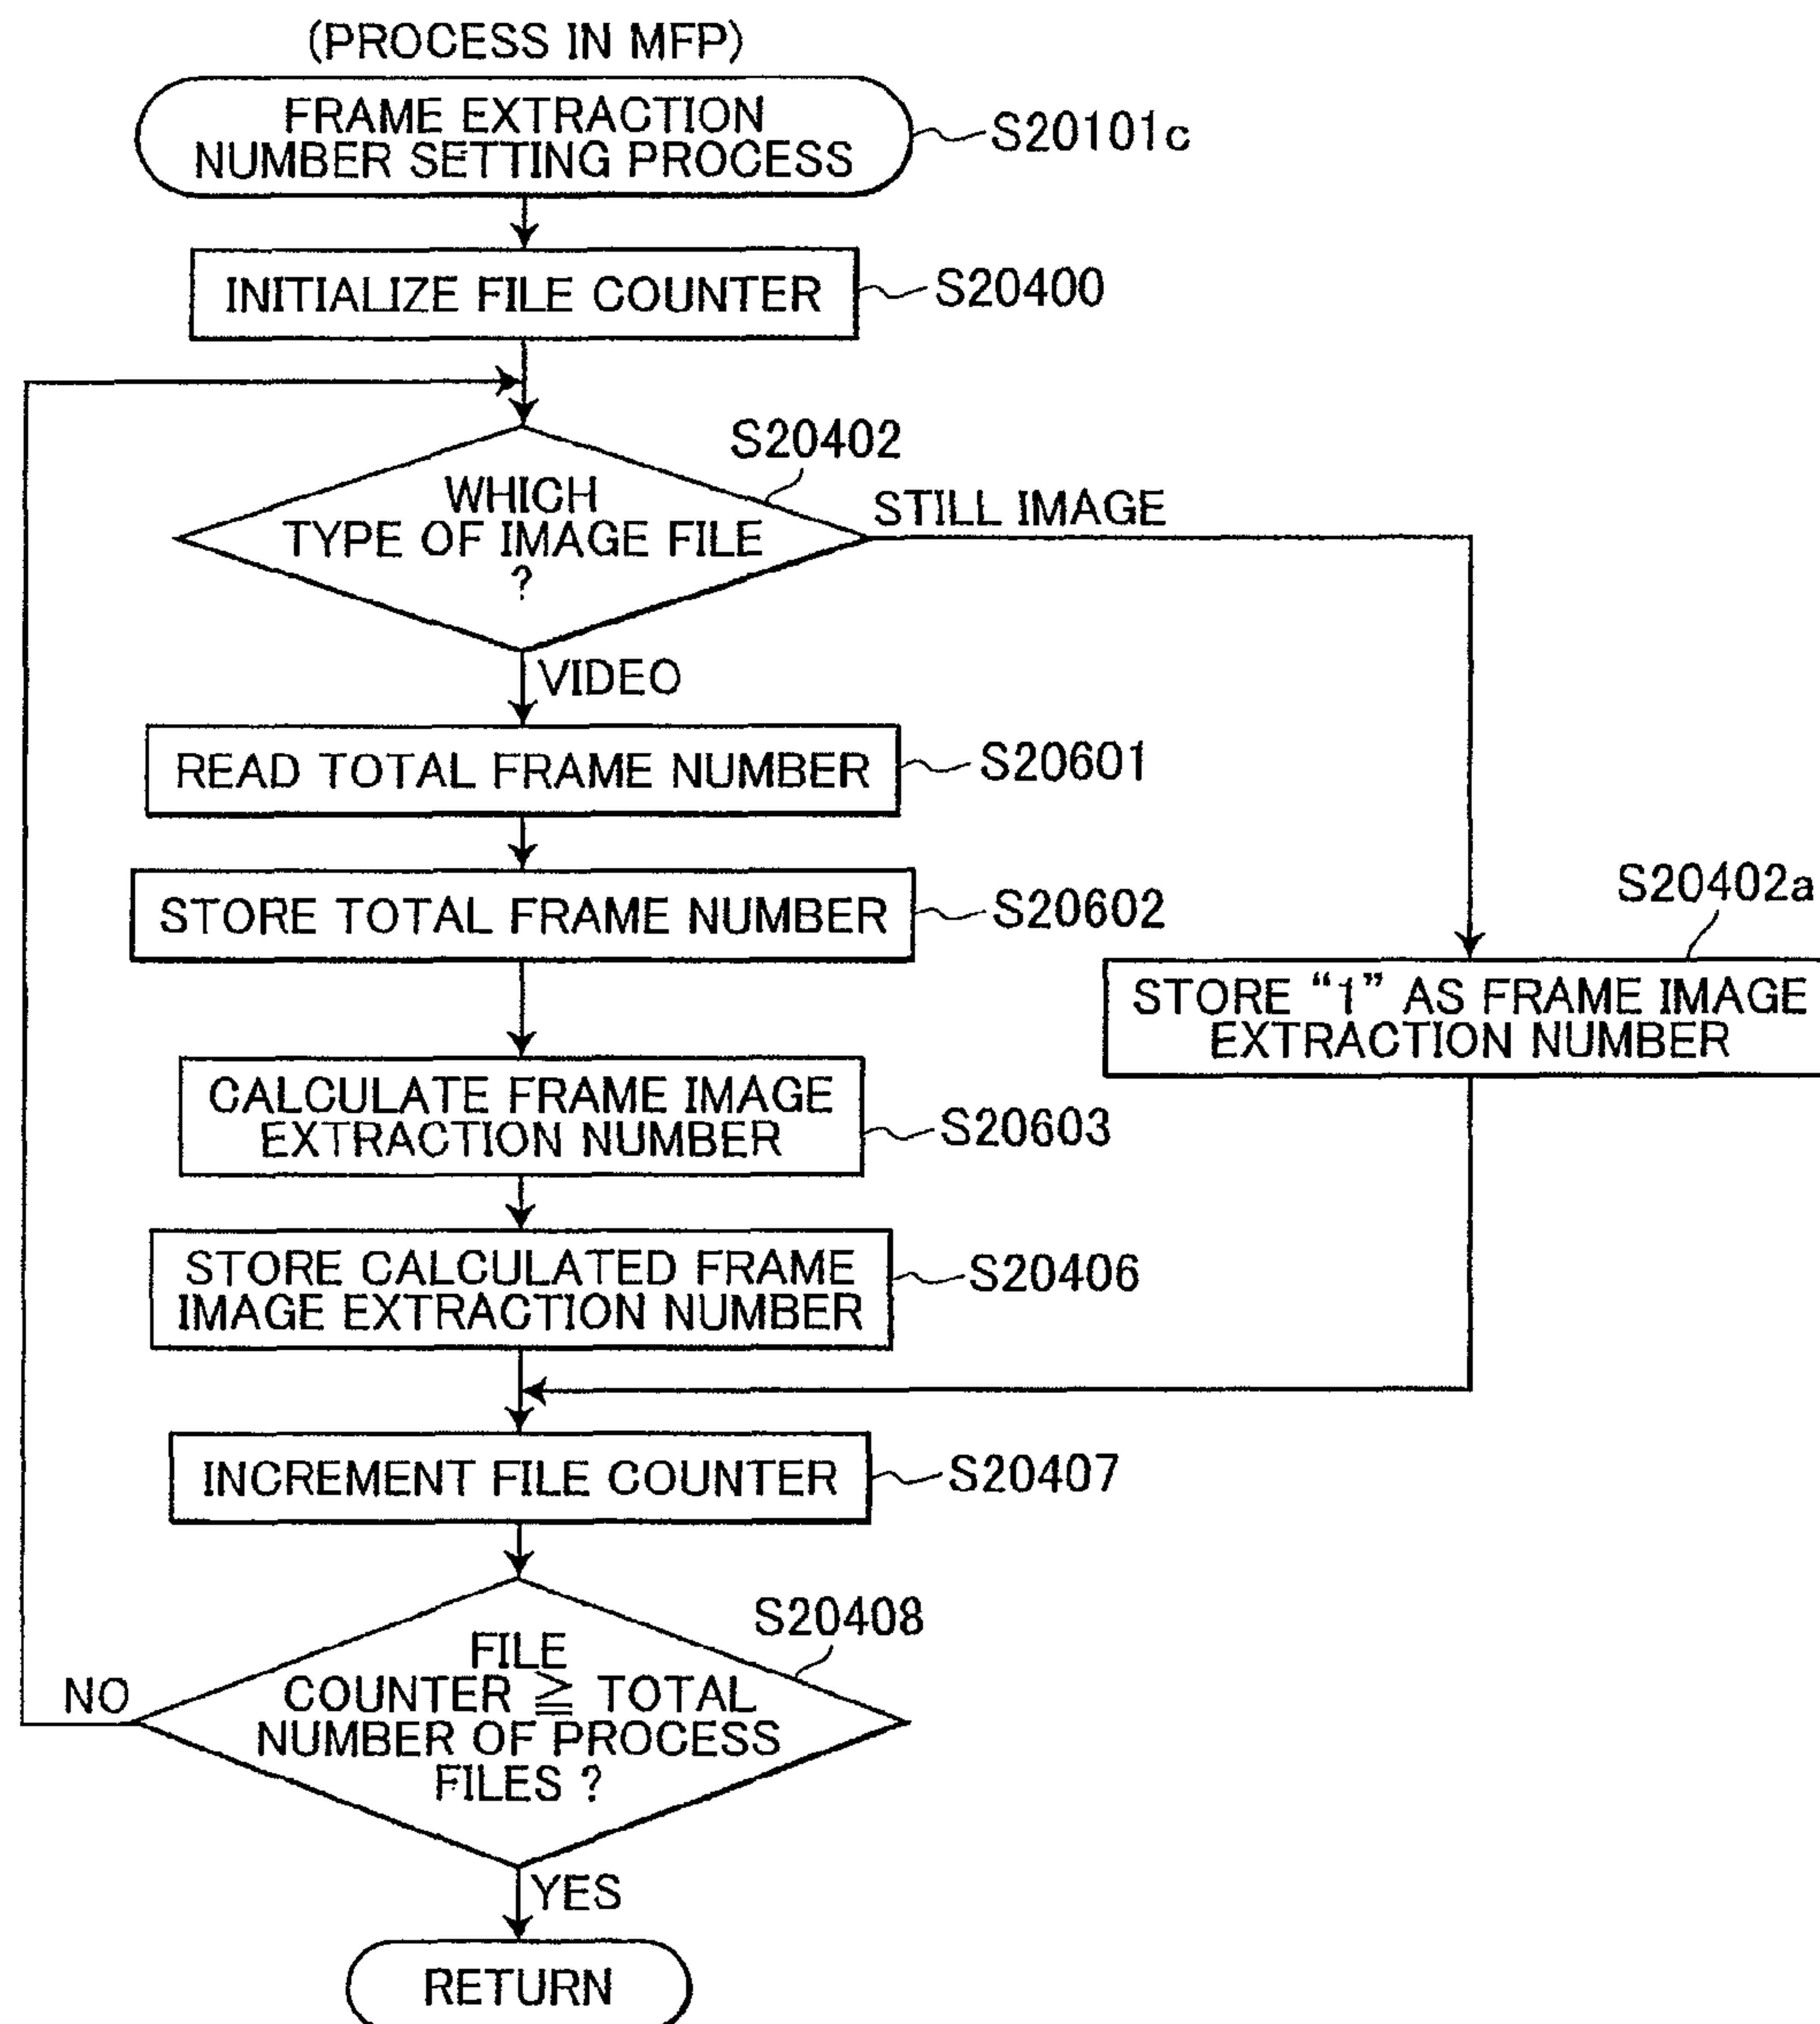 (PROCESS IN MFP)
FRAME EXTRACTION
NUMBER SETTING PROCESS
S20101c
INITIALIZE FILE COUNTER
S20400
S20402
WHICH
TYPE OF IMAGE FILE
?
STILL IMAGE
VIDEO
READ TOTAL FRAME NUMBER
S20601
STORE TOTAL FRAME NUMBER
S20602
S20402a
STORE “1” AS FRAME IMAGE
EXTRACTION NUMBER
CALCULATE FRAME IMAGE
EXTRACTION NUMBER
S20603
STORE CALCULATED FRAME
IMAGE EXTRACTION NUMBER
S20406
INCREMENT FILE COUNTER
S20407
S20408
FILE
COUNTER ≧ TOTAL
NUMBER OF PROCESS
FILES ?
NO
YES
RETURN